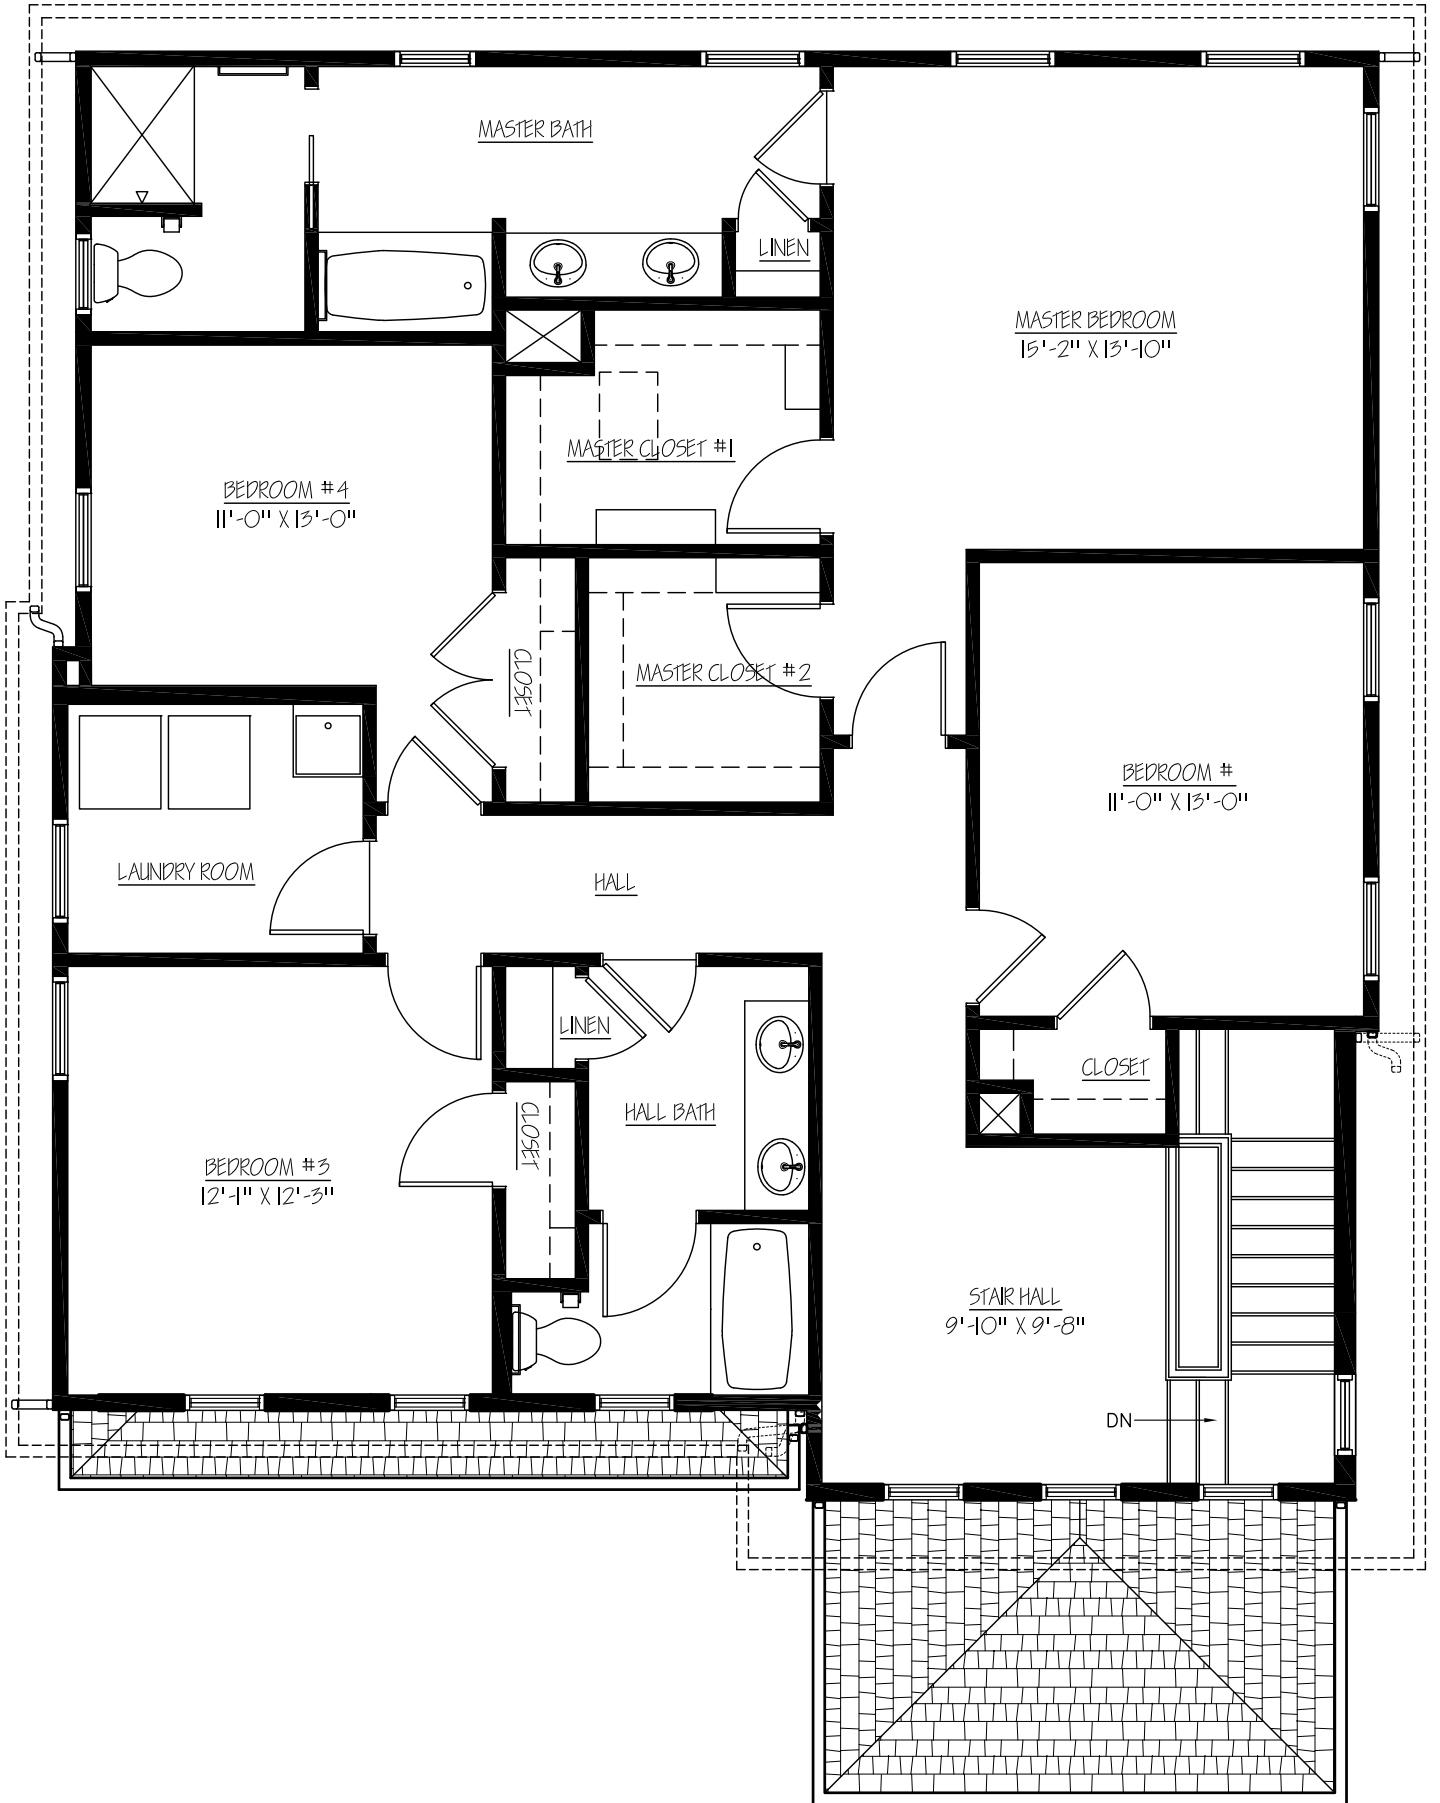 MASTER BATH
LINEN
MASTER BEDROOM
15'-2" X 13'-10"
MASTER CLOSET #1
BEDROOM #4
11'-0" X 13'-0"
CLOSET
MASTER CLOSET #2
BEDROOM #
11'-0" X 13'-0"
LAUNDRY ROOM
HALL
LINEN
CLOSET
HALL BATH
CLOSET
BEDROOM #3
12'-1" X 12'-3"
STAIR HALL
9'-10" X 9'-8"
DN